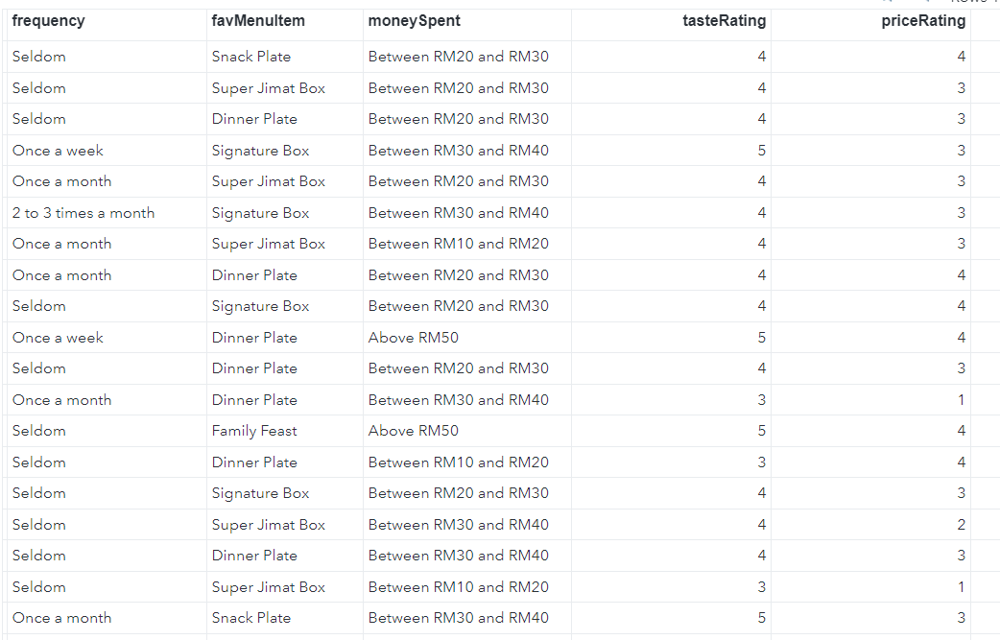 frequency favMenuItem moneySpent tasteRating priceRating
Seldom Snack Plate Between RM20 and RM30 4 4
Seldom Super Jimat Box Between RM20 and RM30 4 3
Seldom Dinner Plate Between RM20 and RM30 4 3
Once a week Signature Box Between RM30 and RM40 5 3
Once a month Super Jimat Box Between RM20 and RM30 4 3
2 to 3 times a month Signature Box Between RM30 and RM40 4 3
Once a month Super Jimat Box Between RM10 and RM20 4 3
Once a month Dinner Plate Between RM20 and RM30 4 4
Seldom Signature Box Between RM20 and RM30 4 4
Once a week Dinner Plate Above RM50 5 4
Seldom Dinner Plate Between RM20 and RM30 4 3
Once a month Dinner Plate Between RM30 and RM40 3 1
Seldom Family Feast Above RM50 5 4
Seldom Dinner Plate Between RM10 and RM20 3 4
Seldom Signature Box Between RM20 and RM30 4 3
Seldom Super Jimat Box Between RM30 and RM40 4 2
Seldom Dinner Plate Between RM30 and RM40 4 3
Seldom Super Jimat Box Between RM10 and RM20 3 1
Once a month Snack Plate Between RM30 and RM40 5 3